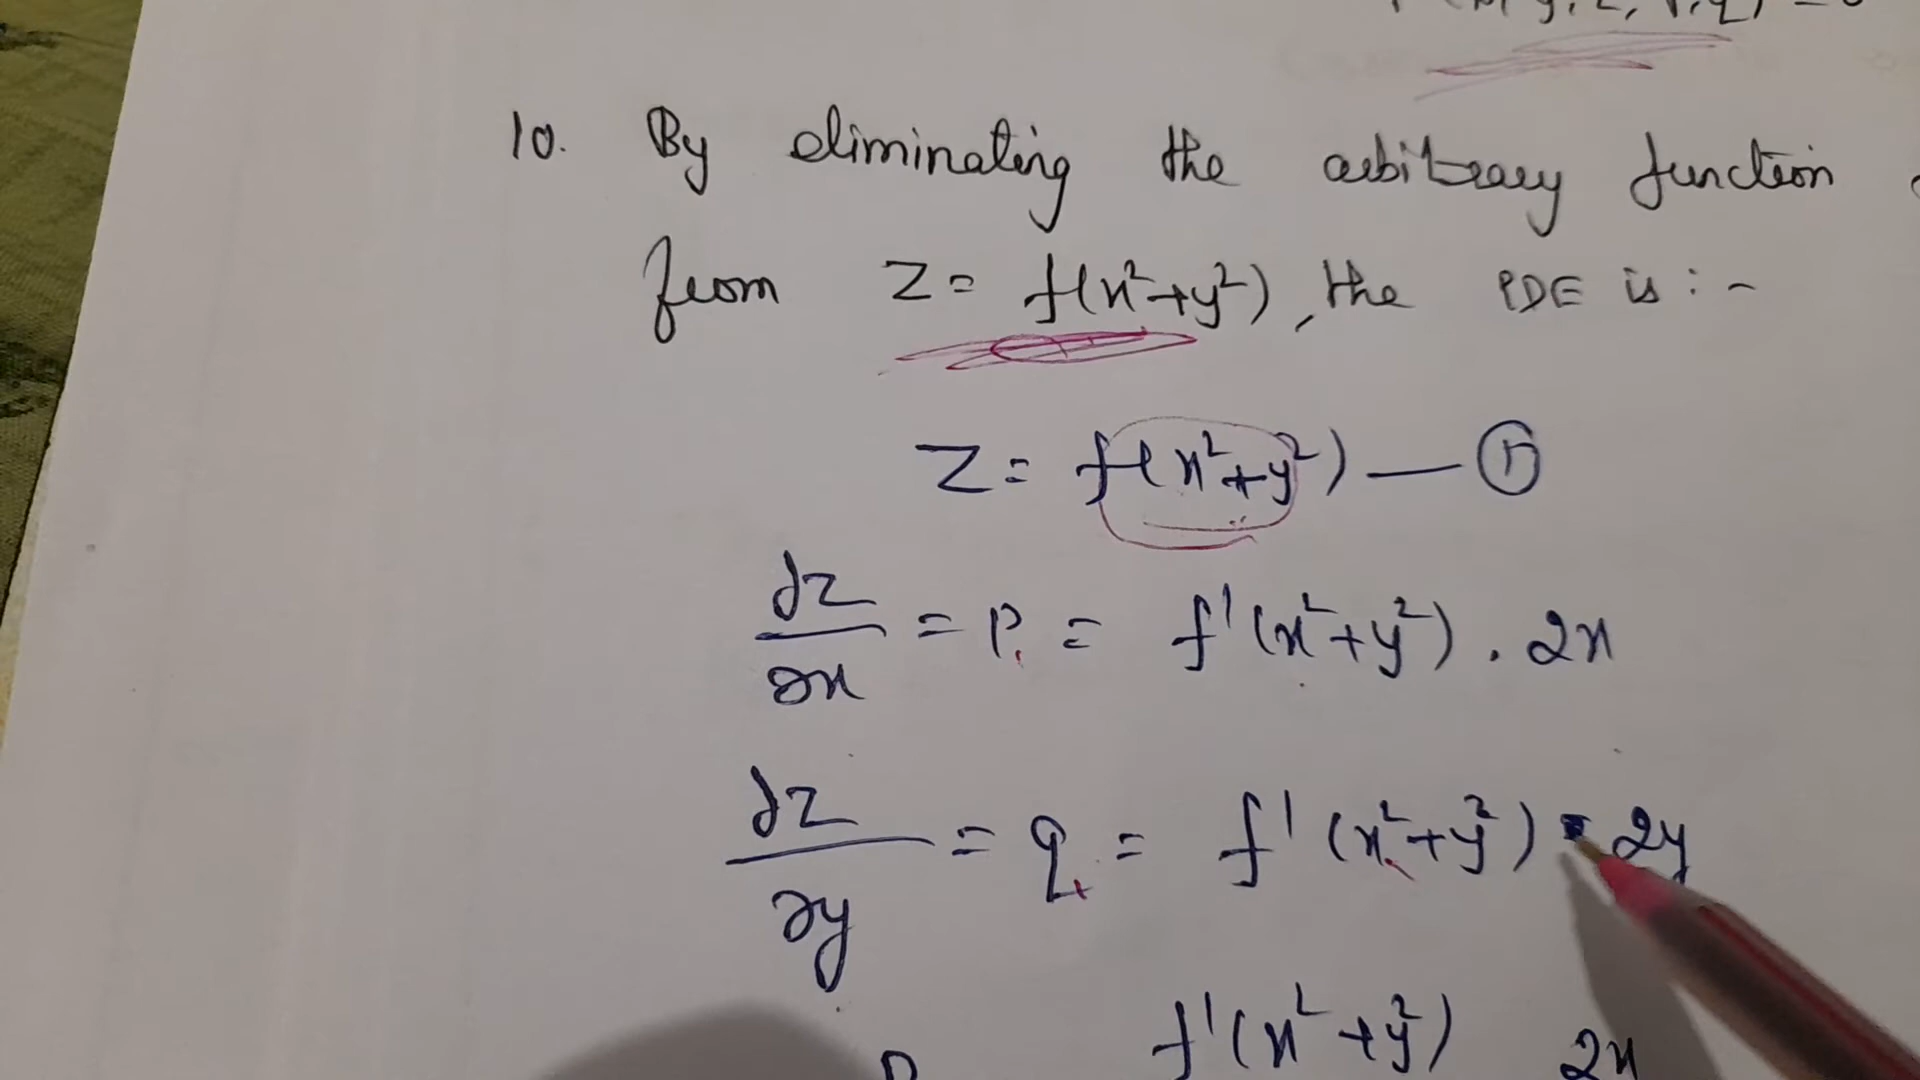 10. By eliminating the arbitrary function
from Z = f(x²+y²), the PDE is :-
Z = f(x²+y²) — ①
∂z/∂x = P = f'(x²+y²) . 2x
∂z/∂y = q = f'(x²+y²) . 2y
P f'(x²+y²) 2x